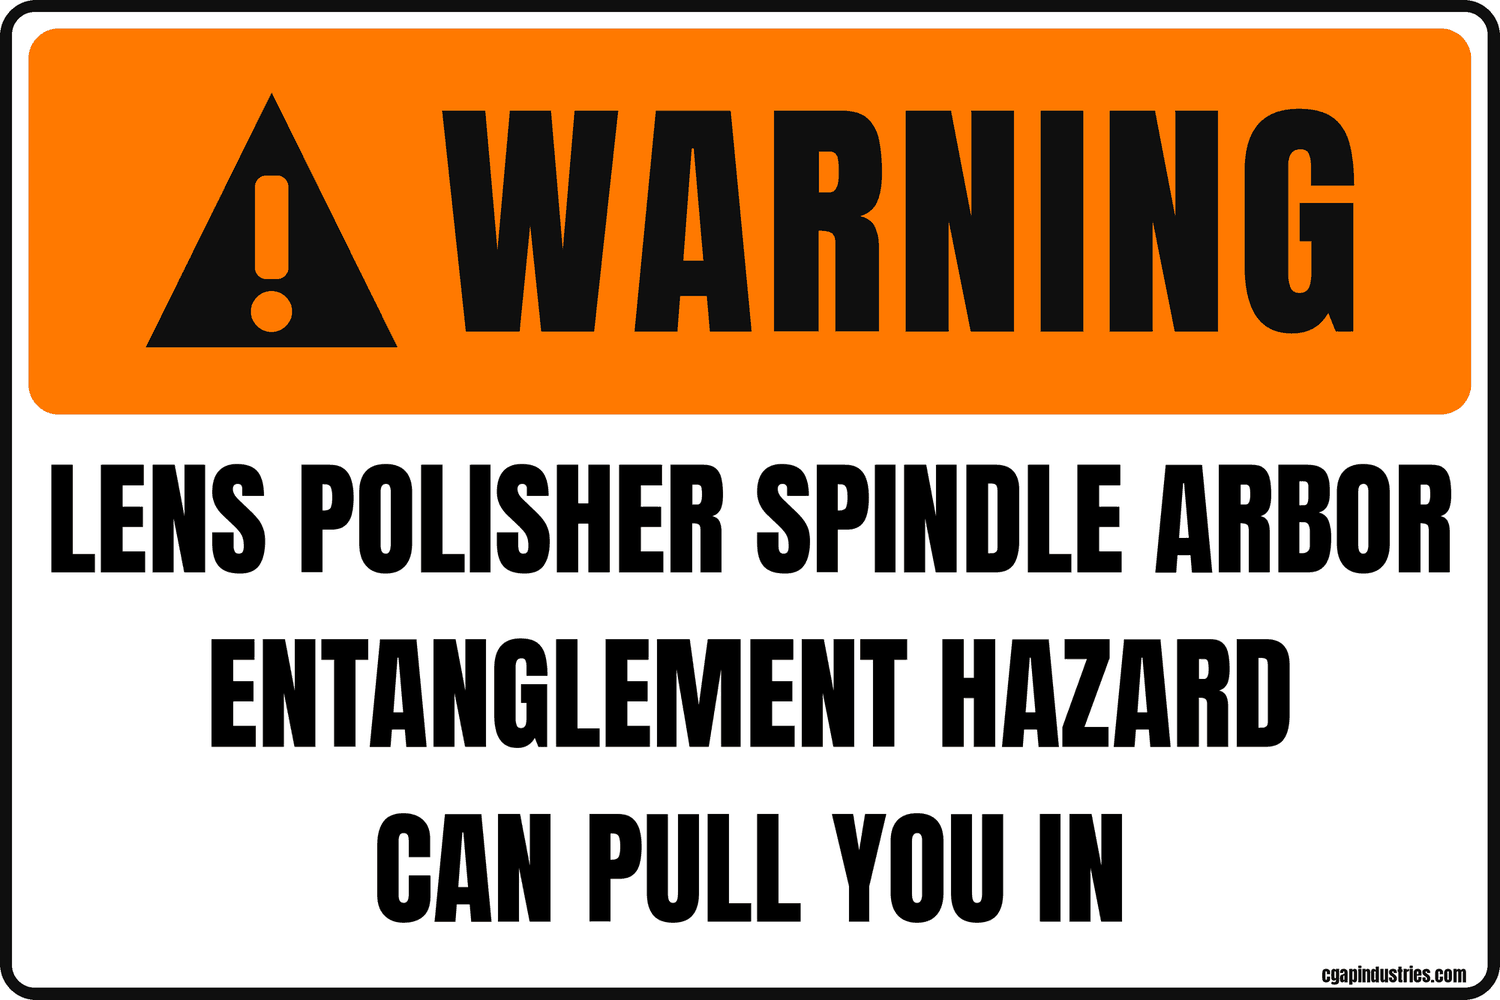 WARNING
LENS POLISHER SPINDLE ARBOR
ENTANGLEMENT HAZARD
CAN PULL YOU IN
cgapindustries.com